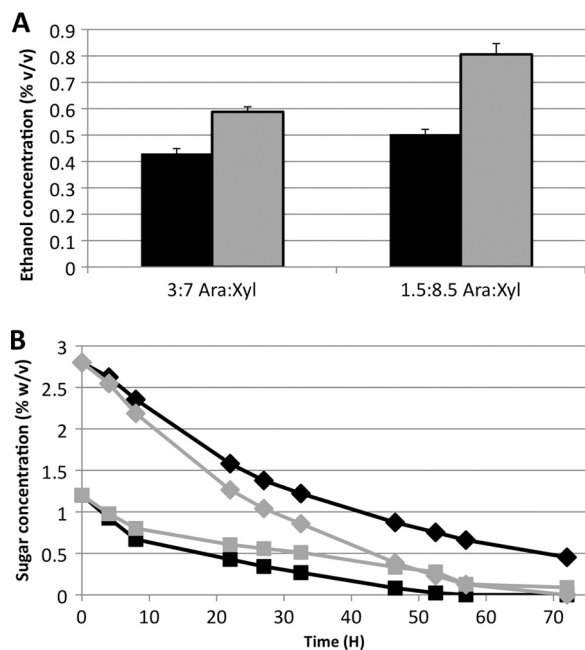 A
Ethanol concentration (% v/v)
0.9
0.8
0.7
0.6
0.5
0.4
0.3
0.2
0.1
0
3:7 Ara:Xyl 1.5:8.5 Ara:Xyl
B
Sugar concentration (% w/v)
3
2.5
2
1.5
1
0.5
0
0 10 20 30 40 50 60 70
Time (H)